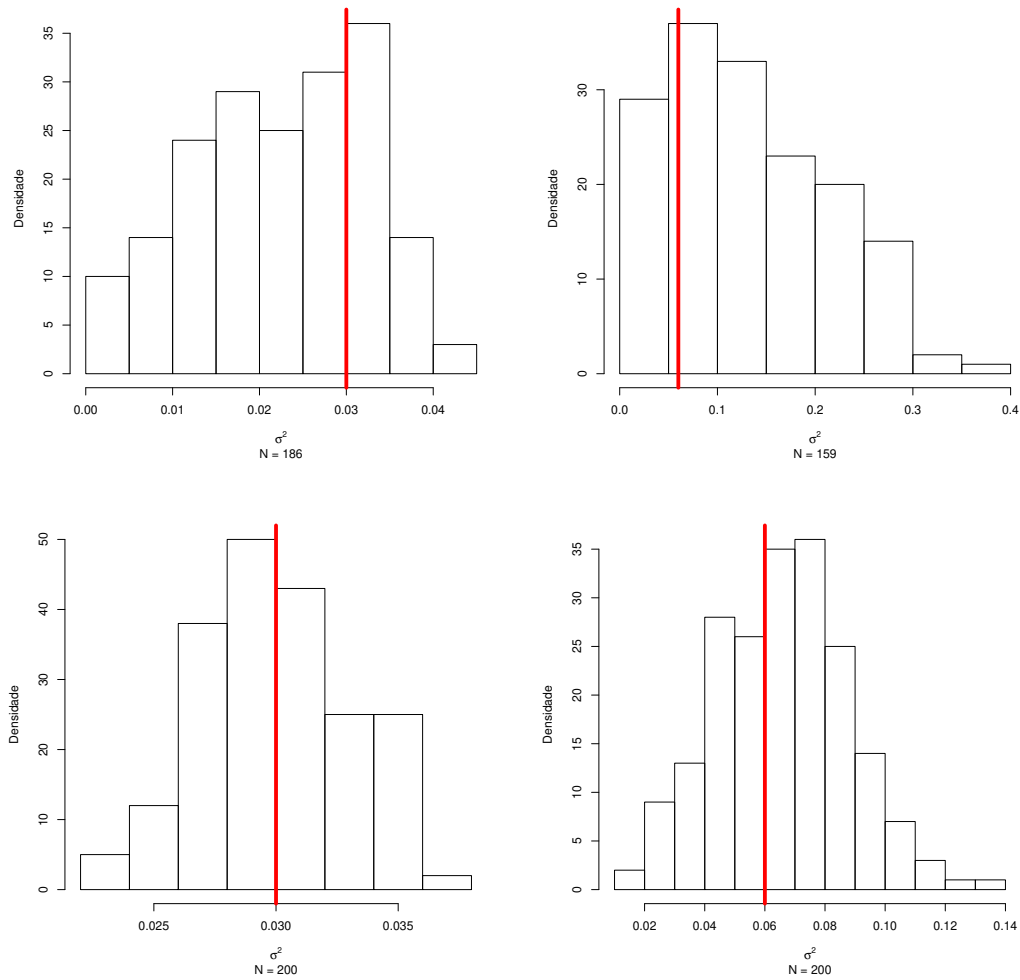 Densidade
0 5 10 15 20 25 30 35
0.00 0.01 0.02 0.03 0.04
σ²
N = 186
Densidade
0 10 20 30
0.0 0.1 0.2 0.3 0.4
σ²
N = 159
Densidade
0 10 20 30 40 50
0.025 0.030 0.035
σ²
N = 200
Densidade
0 5 10 15 20 25 30 35
0.02 0.04 0.06 0.08 0.10 0.12 0.14
σ²
N = 200